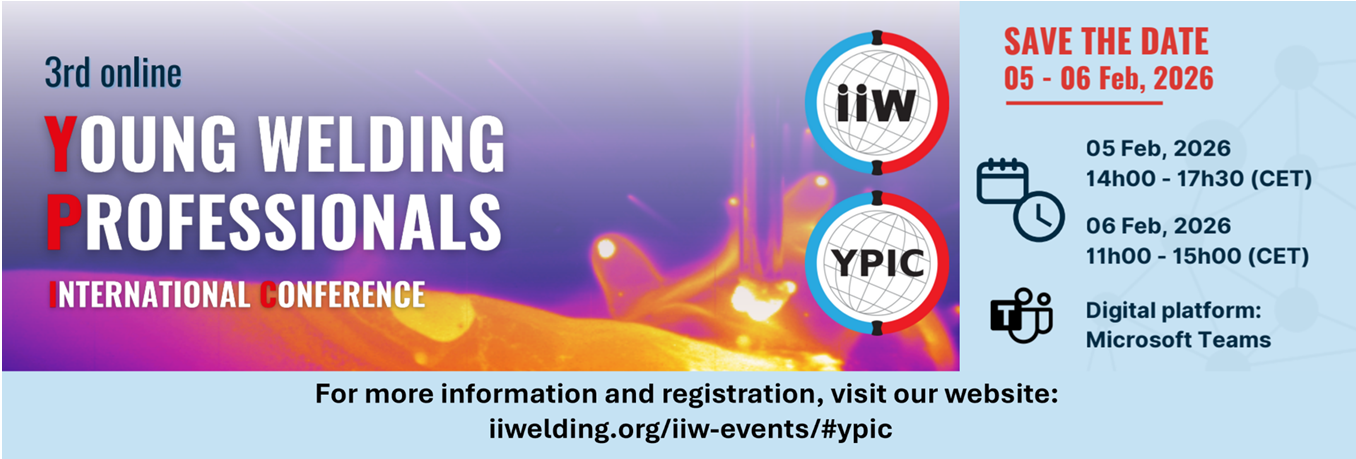 3rd online
YOUNG WELDING
PROFESSIONALS
INTERNATIONAL CONFERENCE
iiW
YPIC
SAVE THE DATE
05 - 06 Feb, 2026
05 Feb, 2026
14h00 - 17h30 (CET)
06 Feb, 2026
11h00 - 15h00 (CET)
T
Digital platform:
Microsoft Teams
For more information and registration, visit our website:
iiwelding.org/iiw-events/#ypic